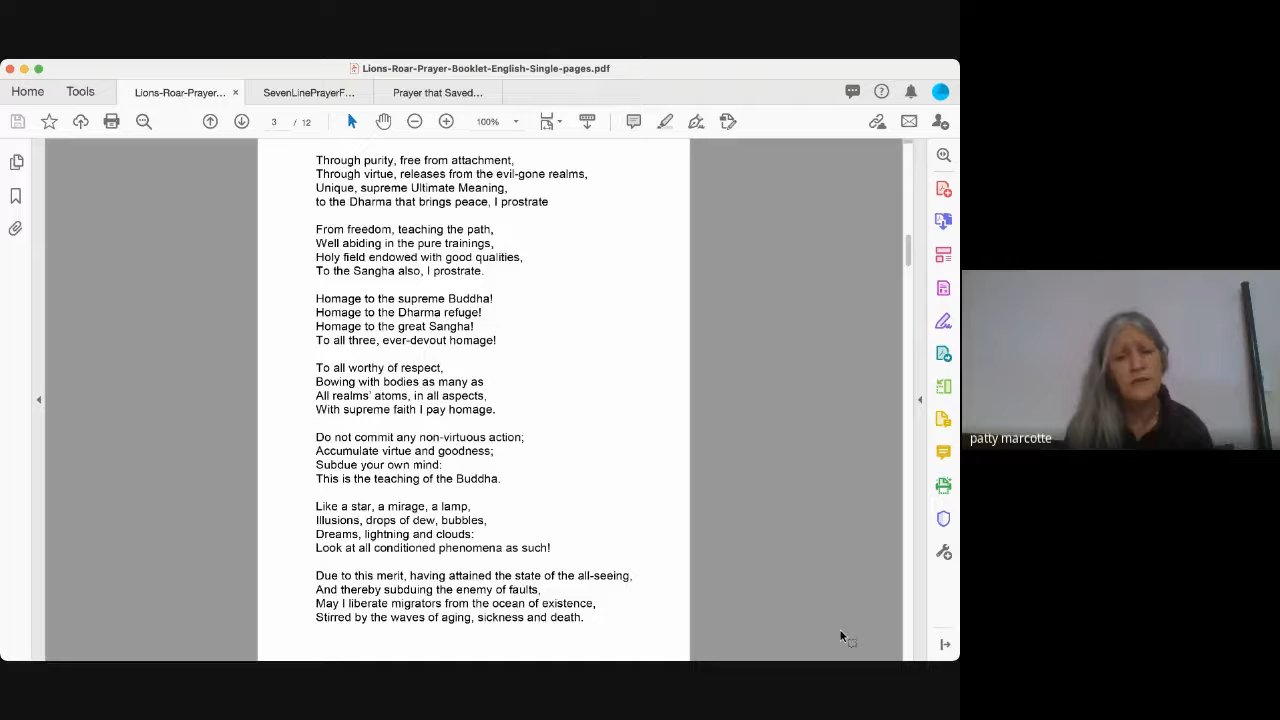 Lions-Roar-Prayer-Booklet-English-Single-pages.pdf
Home Tools Lions-Roar-Prayer... × SevenLinePrayerF... Prayer that Saved...
3 / 12 100%
Through purity, free from attachment,
Through virtue, releases from the evil-gone realms,
Unique, supreme Ultimate Meaning,
to the Dharma that brings peace, I prostrate
From freedom, teaching the path,
Well abiding in the pure trainings,
Holy field endowed with good qualities,
To the Sangha also, I prostrate.
Homage to the supreme Buddha!
Homage to the Dharma refuge!
Homage to the great Sangha!
To all three, ever-devout homage!
To all worthy of respect,
Bowing with bodies as many as
All realms' atoms, in all aspects,
With supreme faith I pay homage.
Do not commit any non-virtuous action;
Accumulate virtue and goodness;
Subdue your own mind:
This is the teaching of the Buddha.
Like a star, a mirage, a lamp,
Illusions, drops of dew, bubbles,
Dreams, lightning and clouds:
Look at all conditioned phenomena as such!
Due to this merit, having attained the state of the all-seeing,
And thereby subduing the enemy of faults,
May I liberate migrators from the ocean of existence,
Stirred by the waves of aging, sickness and death.
patty marcotte